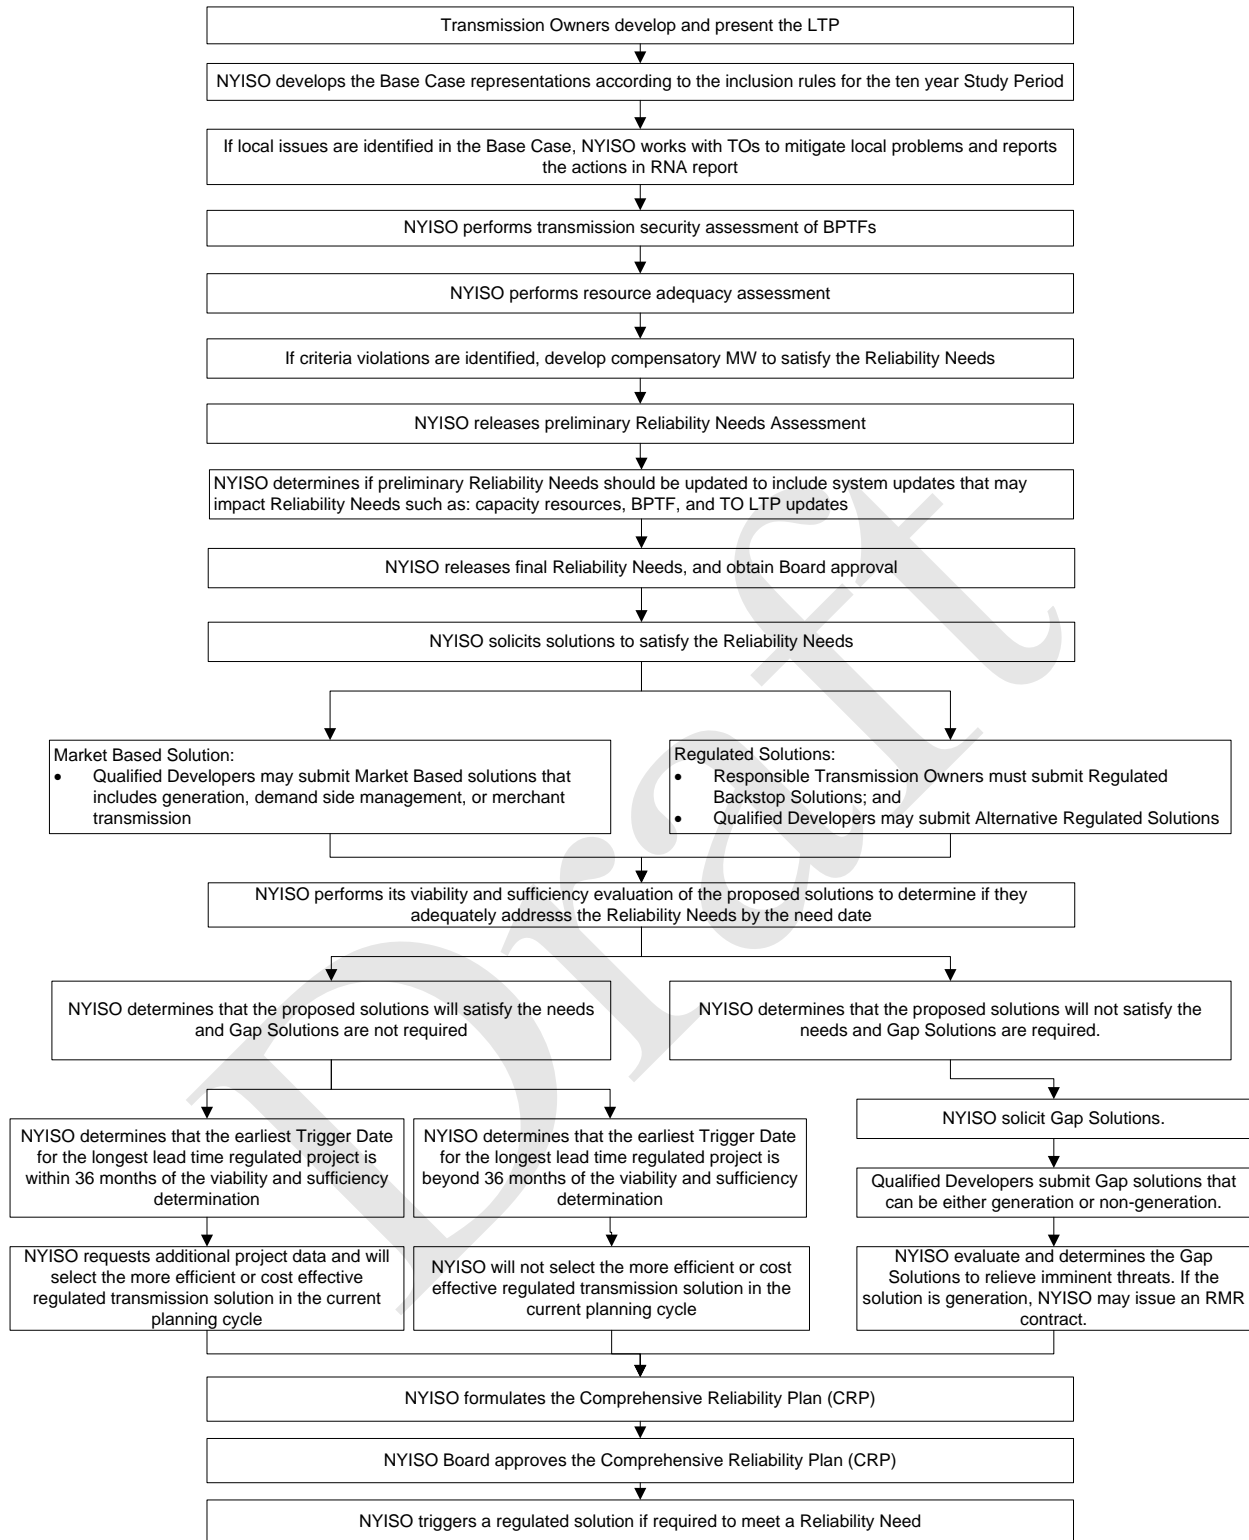 Transmission Owners develop and present the LTP
NYISO develops the Base Case representations according to the inclusion rules for the ten year Study Period
If local issues are identified in the Base Case, NYISO works with TOs to mitigate local problems and reports
the actions in RNA report
NYISO performs transmission security assessment of BPTFs
NYISO performs resource adequacy assessment
If criteria violations are identified, develop compensatory MW to satisfy the Reliability Needs
NYISO releases preliminary Reliability Needs Assessment
NYISO determines if preliminary Reliability Needs should be updated to include system updates that may
impact Reliability Needs such as: capacity resources, BPTF, and TO LTP updates
NYISO releases final Reliability Needs, and obtain Board approval
NYISO solicits solutions to satisfy the Reliability Needs
Market Based Solution:
• Qualified Developers may submit Market Based solutions that
includes generation, demand side management, or merchant
transmission
Regulated Solutions:
• Responsible Transmission Owners must submit Regulated
Backstop Solutions; and
• Qualified Developers may submit Alternative Regulated Solutions
NYISO performs its viability and sufficiency evaluation of the proposed solutions to determine if they
adequately addresss the Reliability Needs by the need date
NYISO determines that the proposed solutions will satisfy the needs
and Gap Solutions are not required
NYISO determines that the proposed solutions will not satisfy the
needs and Gap Solutions are required.
NYISO determines that the earliest Trigger Date
for the longest lead time regulated project is
within 36 months of the viability and sufficiency
determination
NYISO determines that the earliest Trigger Date
for the longest lead time regulated project is
beyond 36 months of the viability and sufficiency
determination
NYISO solicit Gap Solutions.
Qualified Developers submit Gap solutions that
can be either generation or non-generation.
NYISO requests additional project data and will
select the more efficient or cost effective
regulated transmission solution in the current
planning cycle
NYISO will not select the more efficient or cost
effective regulated transmission solution in the
current planning cycle
NYISO evaluate and determines the Gap
Solutions to relieve imminent threats. If the
solution is generation, NYISO may issue an RMR
contract.
NYISO formulates the Comprehensive Reliability Plan (CRP)
NYISO Board approves the Comprehensive Reliability Plan (CRP)
NYISO triggers a regulated solution if required to meet a Reliability Need
Draft